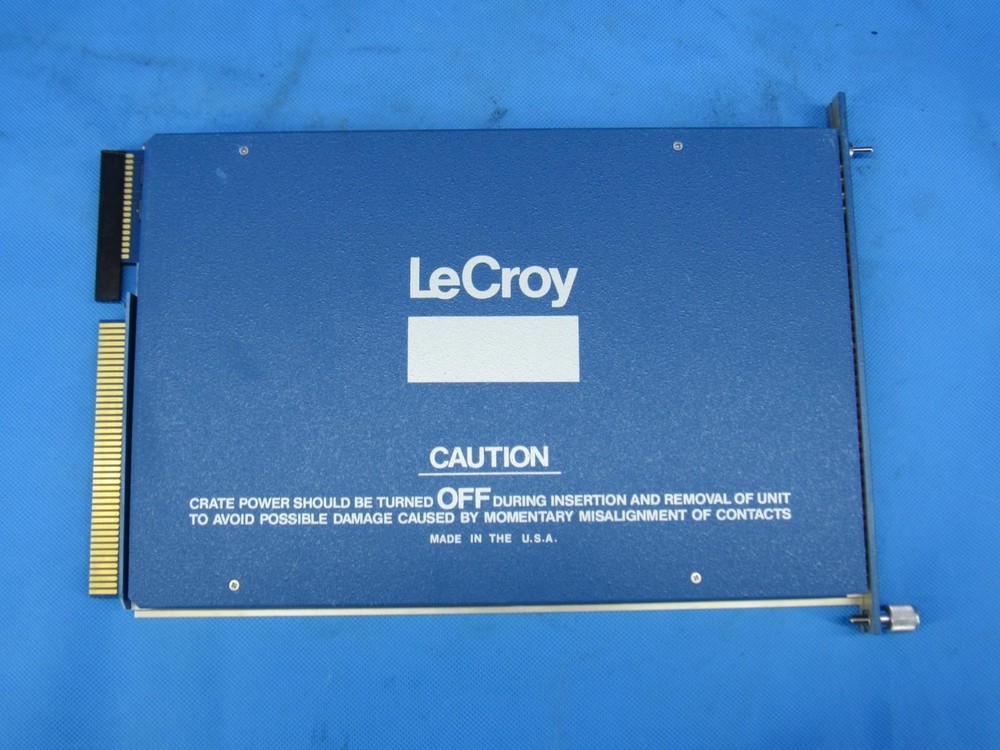 LeCroy
CAUTION
CRATE POWER SHOULD BE TURNED OFF DURING INSERTION AND REMOVAL OF UNIT
TO AVOID POSSIBLE DAMAGE CAUSED BY MOMENTARY MISALIGNMENT OF CONTACTS
MADE IN THE U.S.A.